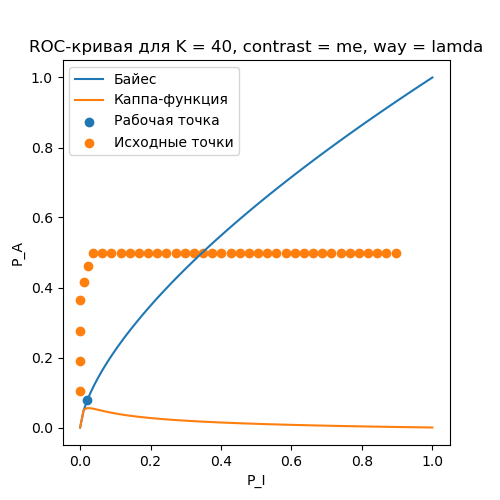 ROC-кривая для K = 40, contrast = me, way = lamda
Байес
Каппа-функция
Рабочая точка
Исходные точки
P_A
1.0
0.8
0.6
0.4
0.2
0.0
0.0 0.2 0.4 0.6 0.8 1.0
P_I